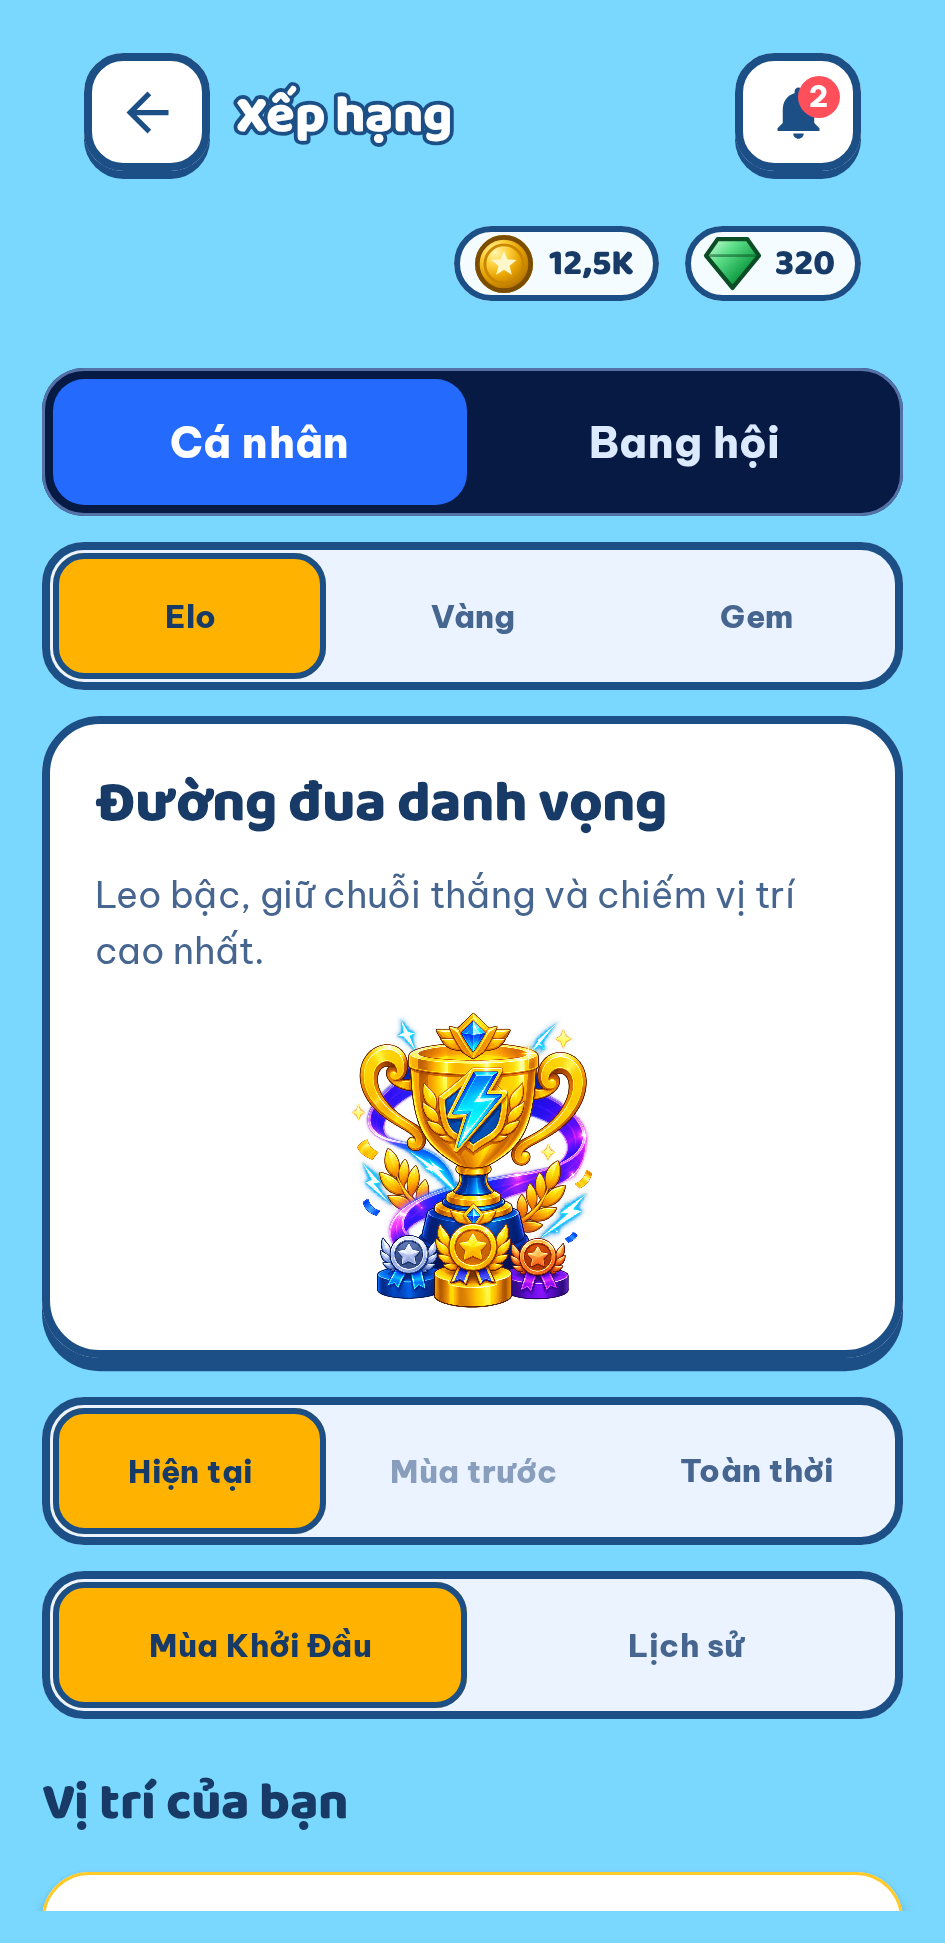 Xếp hạng
2
12,5K
320
Cá nhân
Bang hội
Elo
Vàng
Gem
Đường đua danh vọng
Leo bậc, giữ chuỗi thắng và chiếm vị trí
cao nhất.
Hiện tại
Mùa trước
Toàn thời
Mùa Khởi Đầu
Lịch sử
Vị trí của bạn